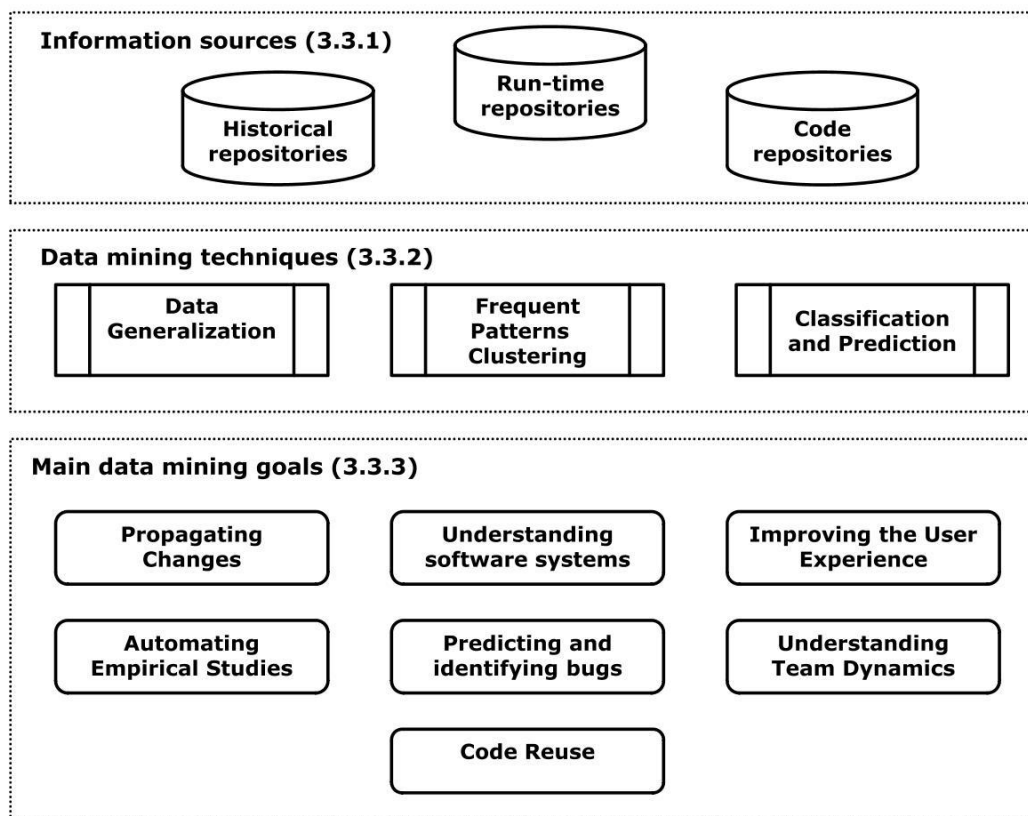 Information sources (3.3.1)
Historical
repositories
Run-time
repositories
Code
repositories
Data mining techniques (3.3.2)
Data
Generalization
Frequent
Patterns
Clustering
Classification
and Prediction
Main data mining goals (3.3.3)
Propagating
Changes
Understanding
software systems
Improving the User
Experience
Automating
Empirical Studies
Predicting and
identifying bugs
Understanding
Team Dynamics
Code Reuse